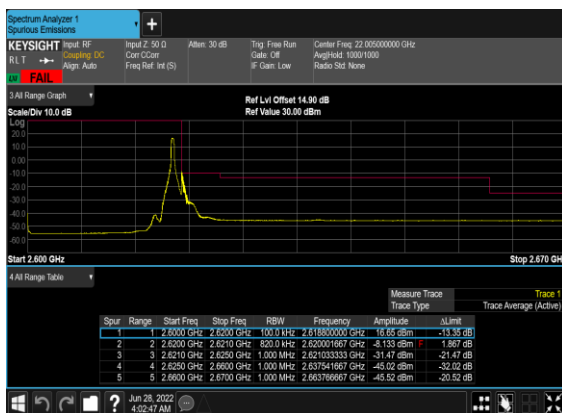 Spectrum Analyzer 1
Spurious Emissions
KEYSIGHT Input: RF Input Z: 50 Ω Atten: 30 dB Trig: Free Run Center Freq: 22.005000000 GHz
RLT Coupling: DC Corr CCorr Gate: Off Avg|Hold: 1000/1000
Align: Auto Freq Ref: Int (S) IF Gain: Low Radio Std: None
FAIL
3 All Range Graph
Ref Lvl Offset 14.90 dB
Scale/Div 10.0 dB Ref Value 30.00 dBm
Log
20.0
10.0
0.00
-10.0
-20.0
-30.0
-40.0
-50.0
-60.0
Start 2.600 GHz Stop 2.670 GH
4 All Range Table
Measure Trace Trace 1
Trace Type Trace Average (Active)
Spur Range Start Freq Stop Freq RBW Frequency Amplitude ΔLimit
1 1 2.6000 GHz 2.6200 GHz 100.0 kHz 2.618800000 GHz 16.65 dBm -13.35 dB
2 2 2.6200 GHz 2.6210 GHz 820.0 kHz 2.620001667 GHz -8.133 dBm F 1.867 dB
3 3 2.6210 GHz 2.6250 GHz 1.000 MHz 2.621033333 GHz -31.47 dBm -21.47 dB
4 4 2.6250 GHz 2.6600 GHz 1.000 MHz 2.637541667 GHz -45.02 dBm -32.02 dB
5 5 2.6600 GHz 2.6700 GHz 1.000 MHz 2.663766667 GHz -45.52 dBm -20.52 dB
Jun 28, 2022
4:02:47 AM